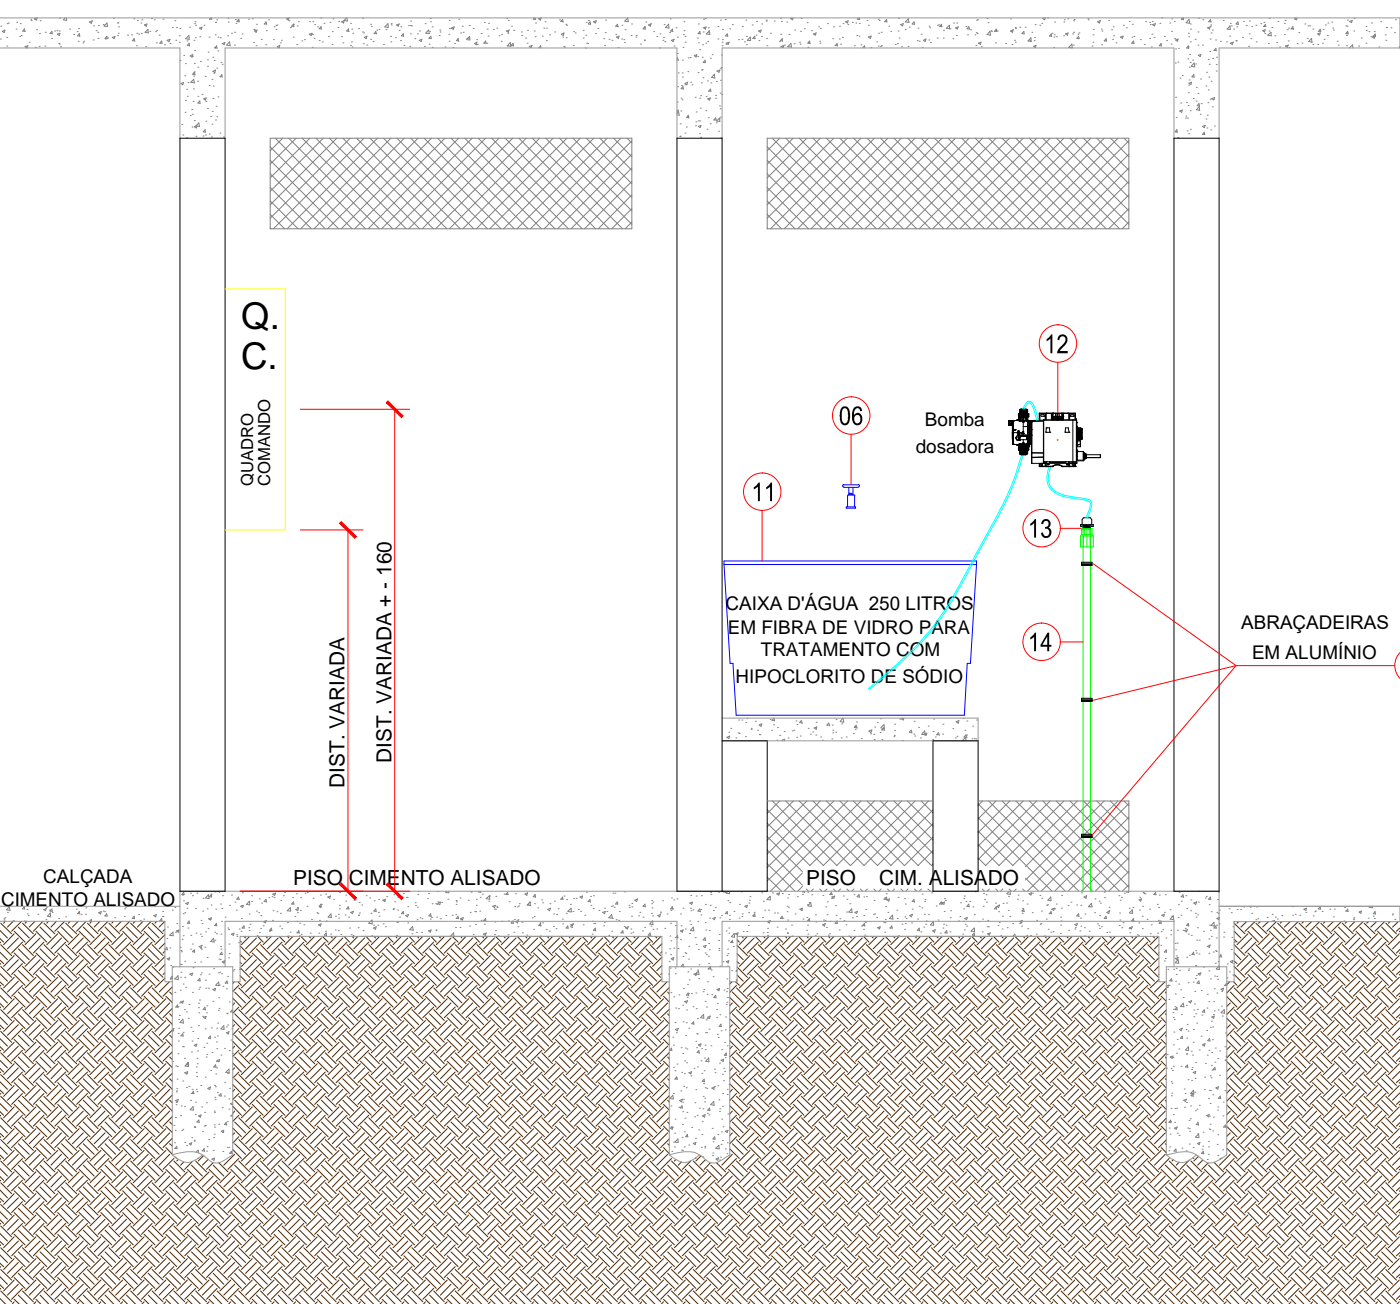 Q.
C.
QUADRO
COMANDO
DIST. VARIADA
DIST. VARIADA + - 160
12
06
Bomba
dosadora
11
13
CAIXA D'ÁGUA 250 LITROS
EM FIBRA DE VIDRO PARA
TRATAMENTO COM
HIPOCLORITO DE SÓDIO
14
ABRAÇADEIRAS
EM ALUMÍNIO
CALÇADA
CIMENTO ALISADO
PISO CIMENTO ALISADO
PISO CIM. ALISADO